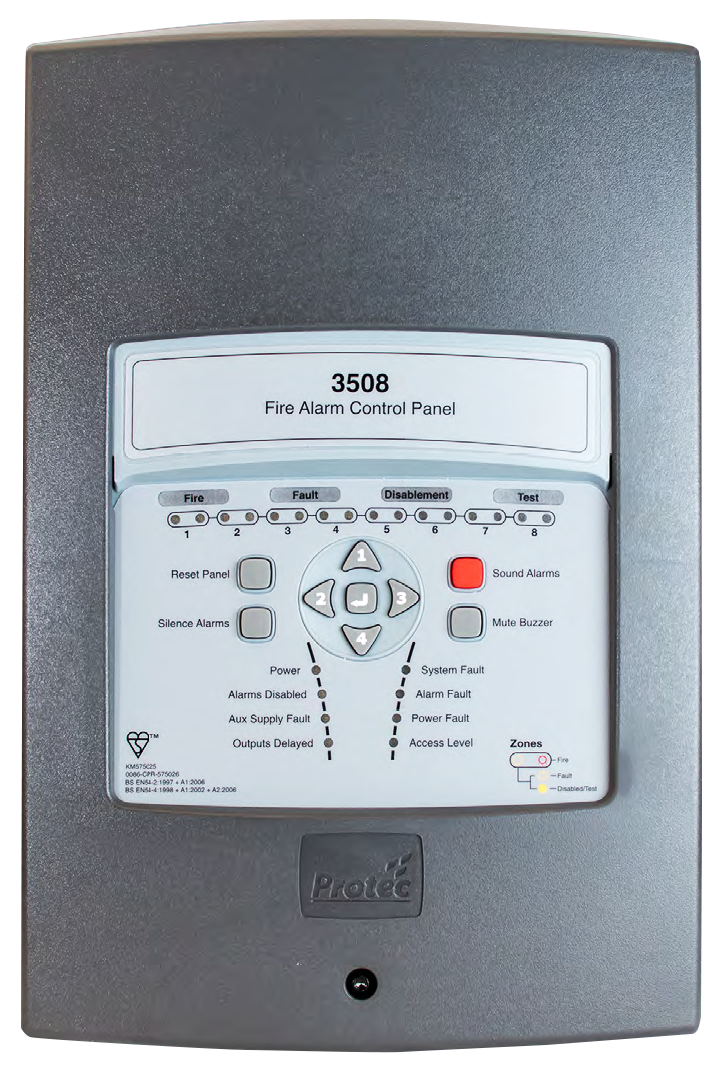 3508
Fire Alarm Control Panel
Fire Fault Disablement Test
1 2 3 4 5 6 7 8
Reset Panel
Sound Alarms
Silence Alarms
Mute Buzzer
1
2 3
4
Power
System Fault
Alarms Disabled
Alarm Fault
Aux Supply Fault
Power Fault
Outputs Delayed
Access Level
TM
KM575C25
0086-CPR-575026
BS EN54-2:1997 + A1:2006
BS EN54-4:1998 + A1:2002 + A2:2006
Zones
Fire
Fault
Disabled/Test
Protec